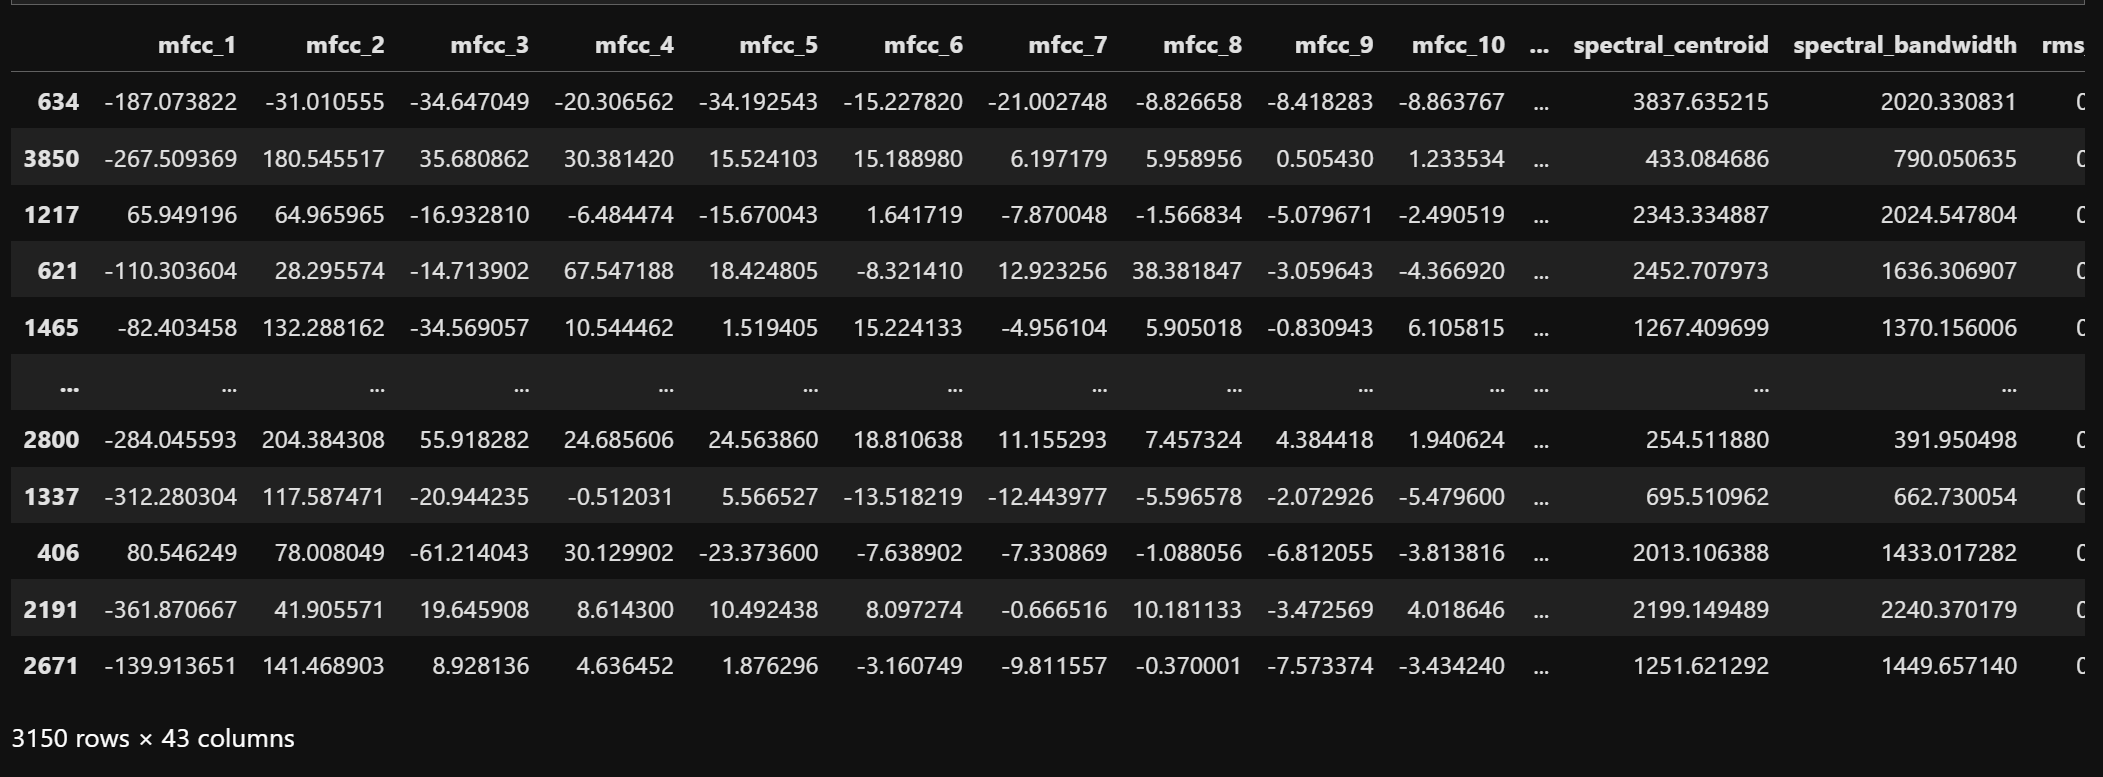 mfcc_1 mfcc_2 mfcc_3 mfcc_4 mfcc_5 mfcc_6 mfcc_7 mfcc_8 mfcc_9 mfcc_10 ... spectral_centroid spectral_bandwidth rms_
634 -187.073822 -31.010555 -34.647049 -20.306562 -34.192543 -15.227820 -21.002748 -8.826658 -8.418283 -8.863767 ... 3837.635215 2020.330831 0
3850 -267.509369 180.545517 35.680862 30.381420 15.524103 15.188980 6.197179 5.958956 0.505430 1.233534 ... 433.084686 790.050635 0
1217 65.949196 64.965965 -16.932810 -6.484474 -15.670043 1.641719 -7.870048 -1.566834 -5.079671 -2.490519 ... 2343.334887 2024.547804 0
621 -110.303604 28.295574 -14.713902 67.547188 18.424805 -8.321410 12.923256 38.381847 -3.059643 -4.366920 ... 2452.707973 1636.306907 0
1465 -82.403458 132.288162 -34.569057 10.544462 1.519405 15.224133 -4.956104 5.905018 -0.830943 6.105815 ... 1267.409699 1370.156006 0
... ... ... ... ... ... ... ... ... ... ... ... ... ...
2800 -284.045593 204.384308 55.918282 24.685606 24.563860 18.810638 11.155293 7.457324 4.384418 1.940624 ... 254.511880 391.950498 0
1337 -312.280304 117.587471 -20.944235 -0.512031 5.566527 -13.518219 -12.443977 -5.596578 -2.072926 -5.479600 ... 695.510962 662.730054 0
406 80.546249 78.008049 -61.214043 30.129902 -23.373600 -7.638902 -7.330869 -1.088056 -6.812055 -3.813816 ... 2013.106388 1433.017282 0
2191 -361.870667 41.905571 19.645908 8.614300 10.492438 8.097274 -0.666516 10.181133 -3.472569 4.018646 ... 2199.149489 2240.370179 0
2671 -139.913651 141.468903 8.928136 4.636452 1.876296 -3.160749 -9.811557 -0.370001 -7.573374 -3.434240 ... 1251.621292 1449.657140 0
3150 rows × 43 columns